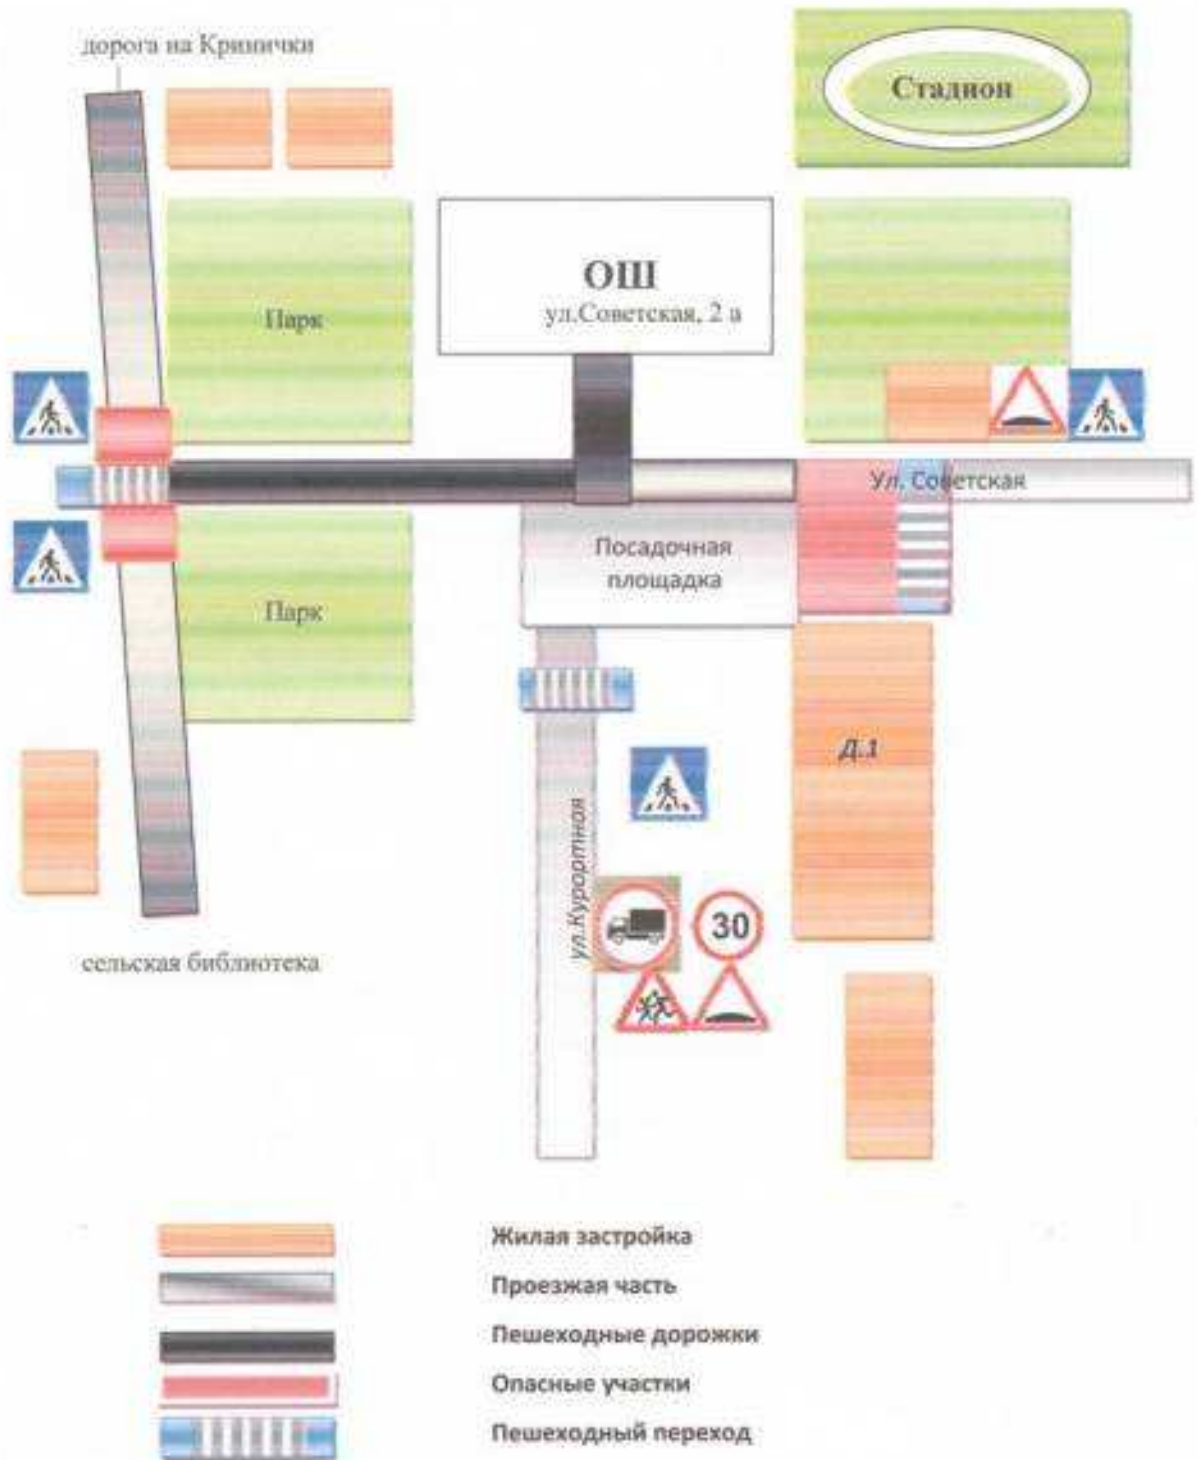 дорога на Кринички
Стадион
ОШ
ул.Советская, 2 а
Парк
Ул. Советская
Посадочная
площадка
Парк
Д.1
ул.Курортная
30
сельская библиотека
Жилая застройка
Проезжая часть
Пешеходные дорожки
Опасные участки
Пешеходный переход